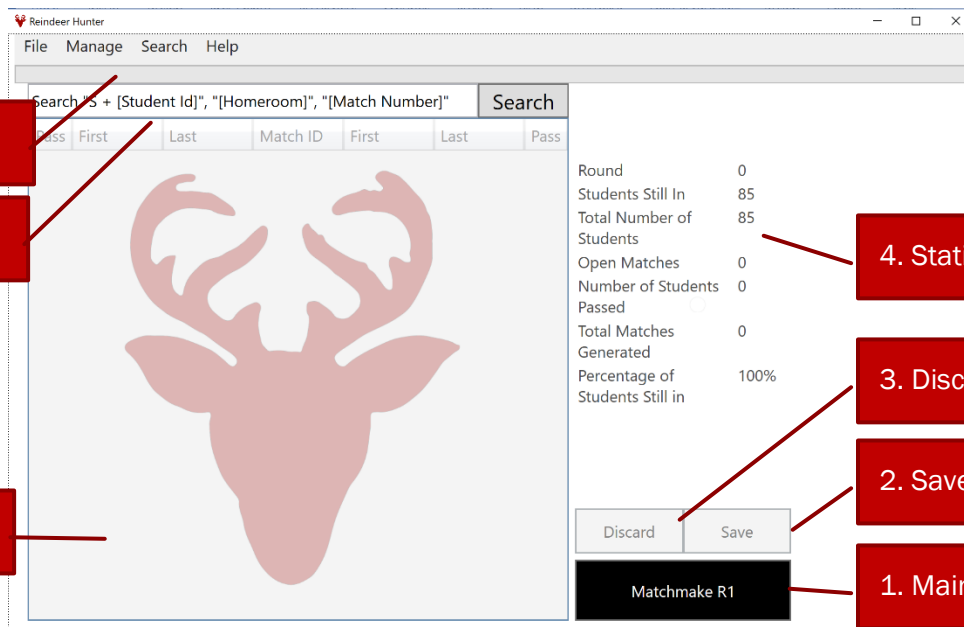 Reindeer Hunter
File Manage Search Help
Search "S + [Student Id]", "[Homeroom]", "[Match Number]" Search
Pass First Last Match ID First Last Pass
Round 0
Students Still In 85
Total Number of 85
Students
Open Matches 0
Number of Students 0
Passed
Total Matches 0
Generated
Percentage of 100%
Students Still in
4. Stati
3. Disc
2. Save
1. Main
Discard Save
Matchmake R1